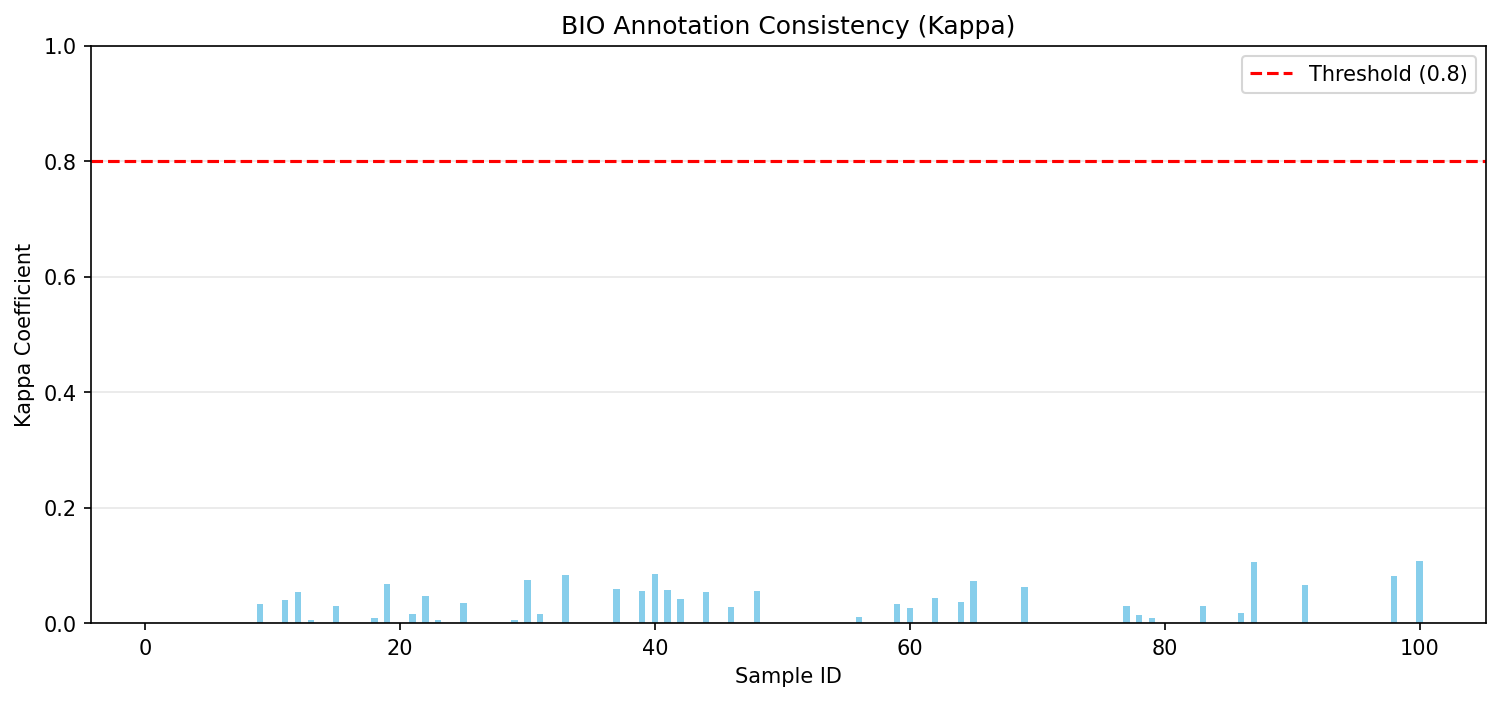 BIO Annotation Consistency (Kappa)
1.0
Threshold (0.8)
0.8
0.6
0.4
0.2
0.0
Kappa Coefficient
0 20 40 60 80 100
Sample ID